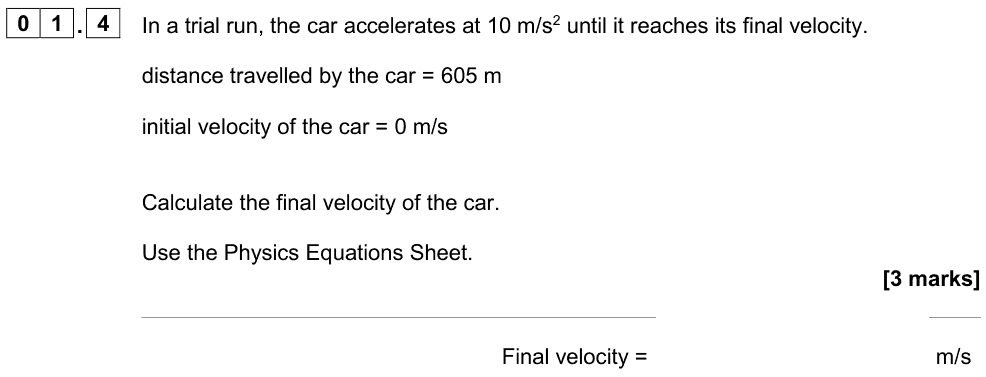 0 1 . 4 In a trial run, the car accelerates at 10 m/s² until it reaches its final velocity.
distance travelled by the car = 605 m
initial velocity of the car = 0 m/s
Calculate the final velocity of the car.
Use the Physics Equations Sheet.
[3 marks]
Final velocity = m/s